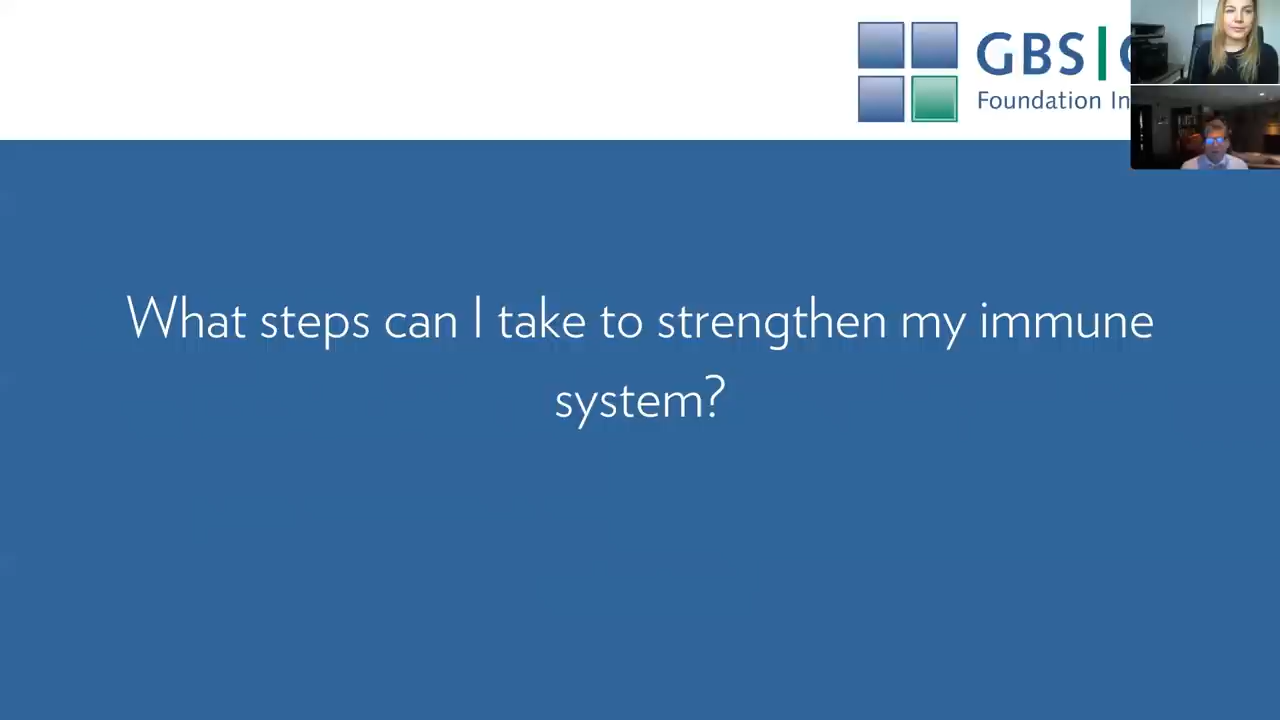 GBS|
Foundation In
What steps can I take to strengthen my immune
system?